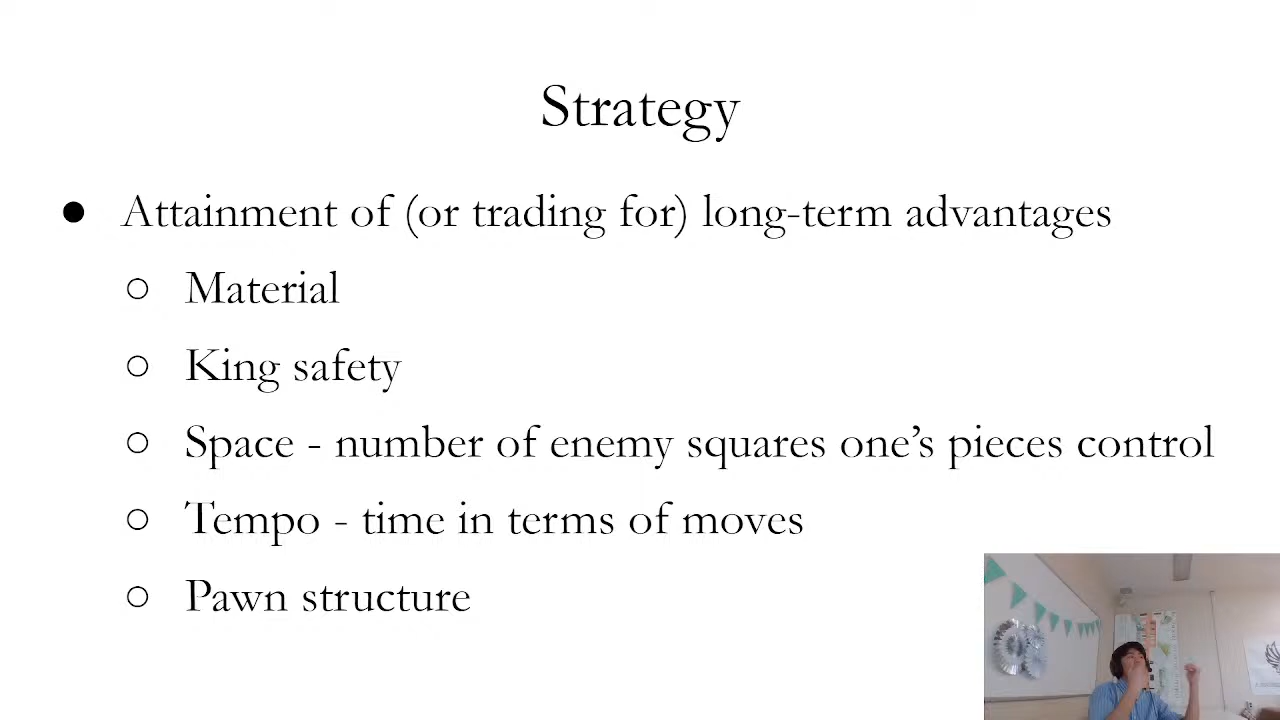 Strategy
● Attainment of (or trading for) long-term advantages
○ Material
○ King safety
○ Space - number of enemy squares one’s pieces control
○ Tempo - time in terms of moves
○ Pawn structure